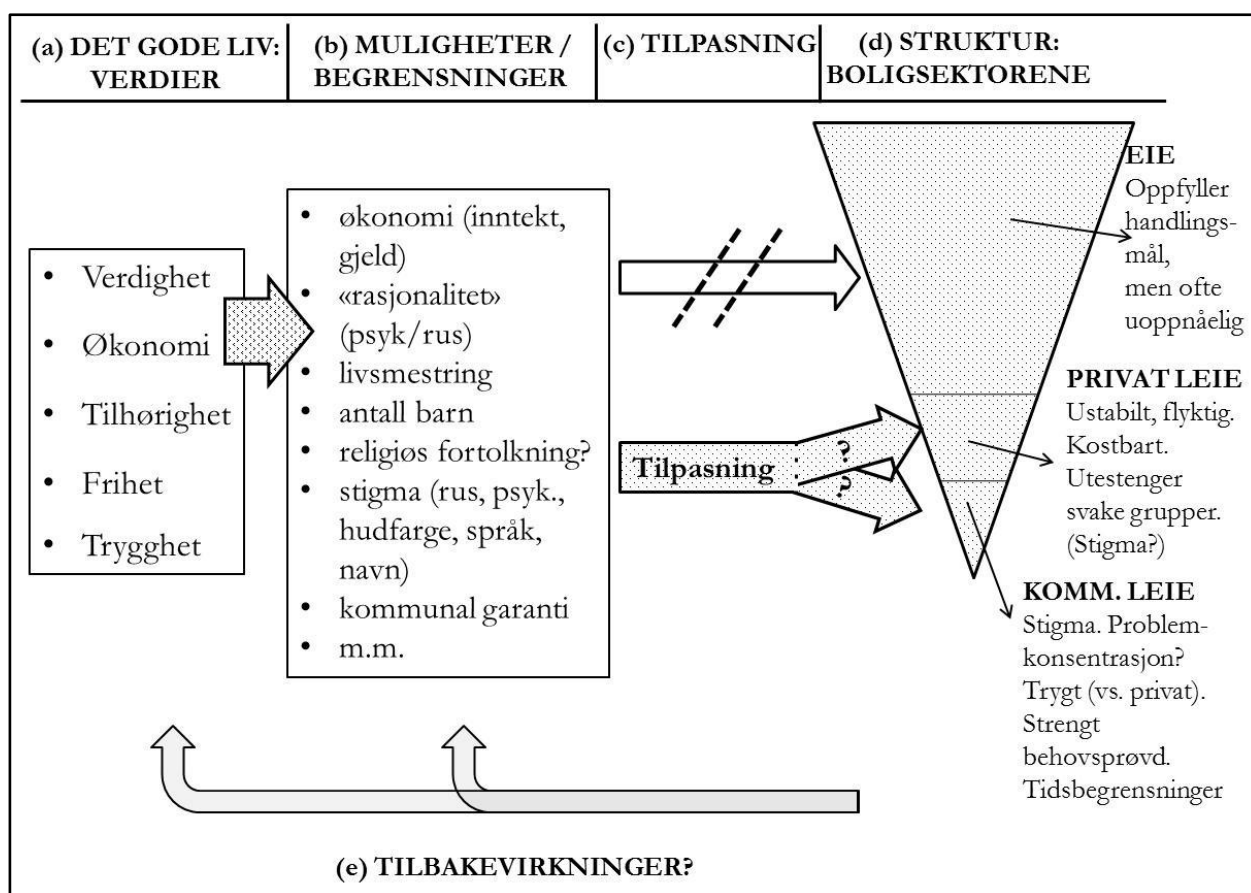 (a) DET GODE LIV:
VERDIER
(b) MULIGHETER /
BEGRENSNINGER
(c) TILPASNING
(d) STRUKTUR:
BOLIGSEKTORENE
• Verdighet
• Økonomi
• Tilhørighet
• Frihet
• Trygghet
• økonomi (inntekt,
gjeld)
• «rasjonalitet»
(psyk/rus)
• livsmestring
• antall barn
• religiøs fortolkning?
• stigma (rus, psyk.,
hudfarge, språk,
navn)
• kommunal garanti
• m.m.
Tilpasning
?
?
EIE
Oppfyller
handlings-
mål,
men ofte
uoppnåelig
PRIVAT LEIE
Ustabilt, flyktig.
Kostbart.
Utestenger
svake grupper.
(Stigma?)
KOMM. LEIE
Stigma. Problem-
konsentrasjon?
Trygt (vs. privat).
Strengt
behovsprøvd.
Tidsbegrensninger
(e) TILBAKEVIRKNINGER?